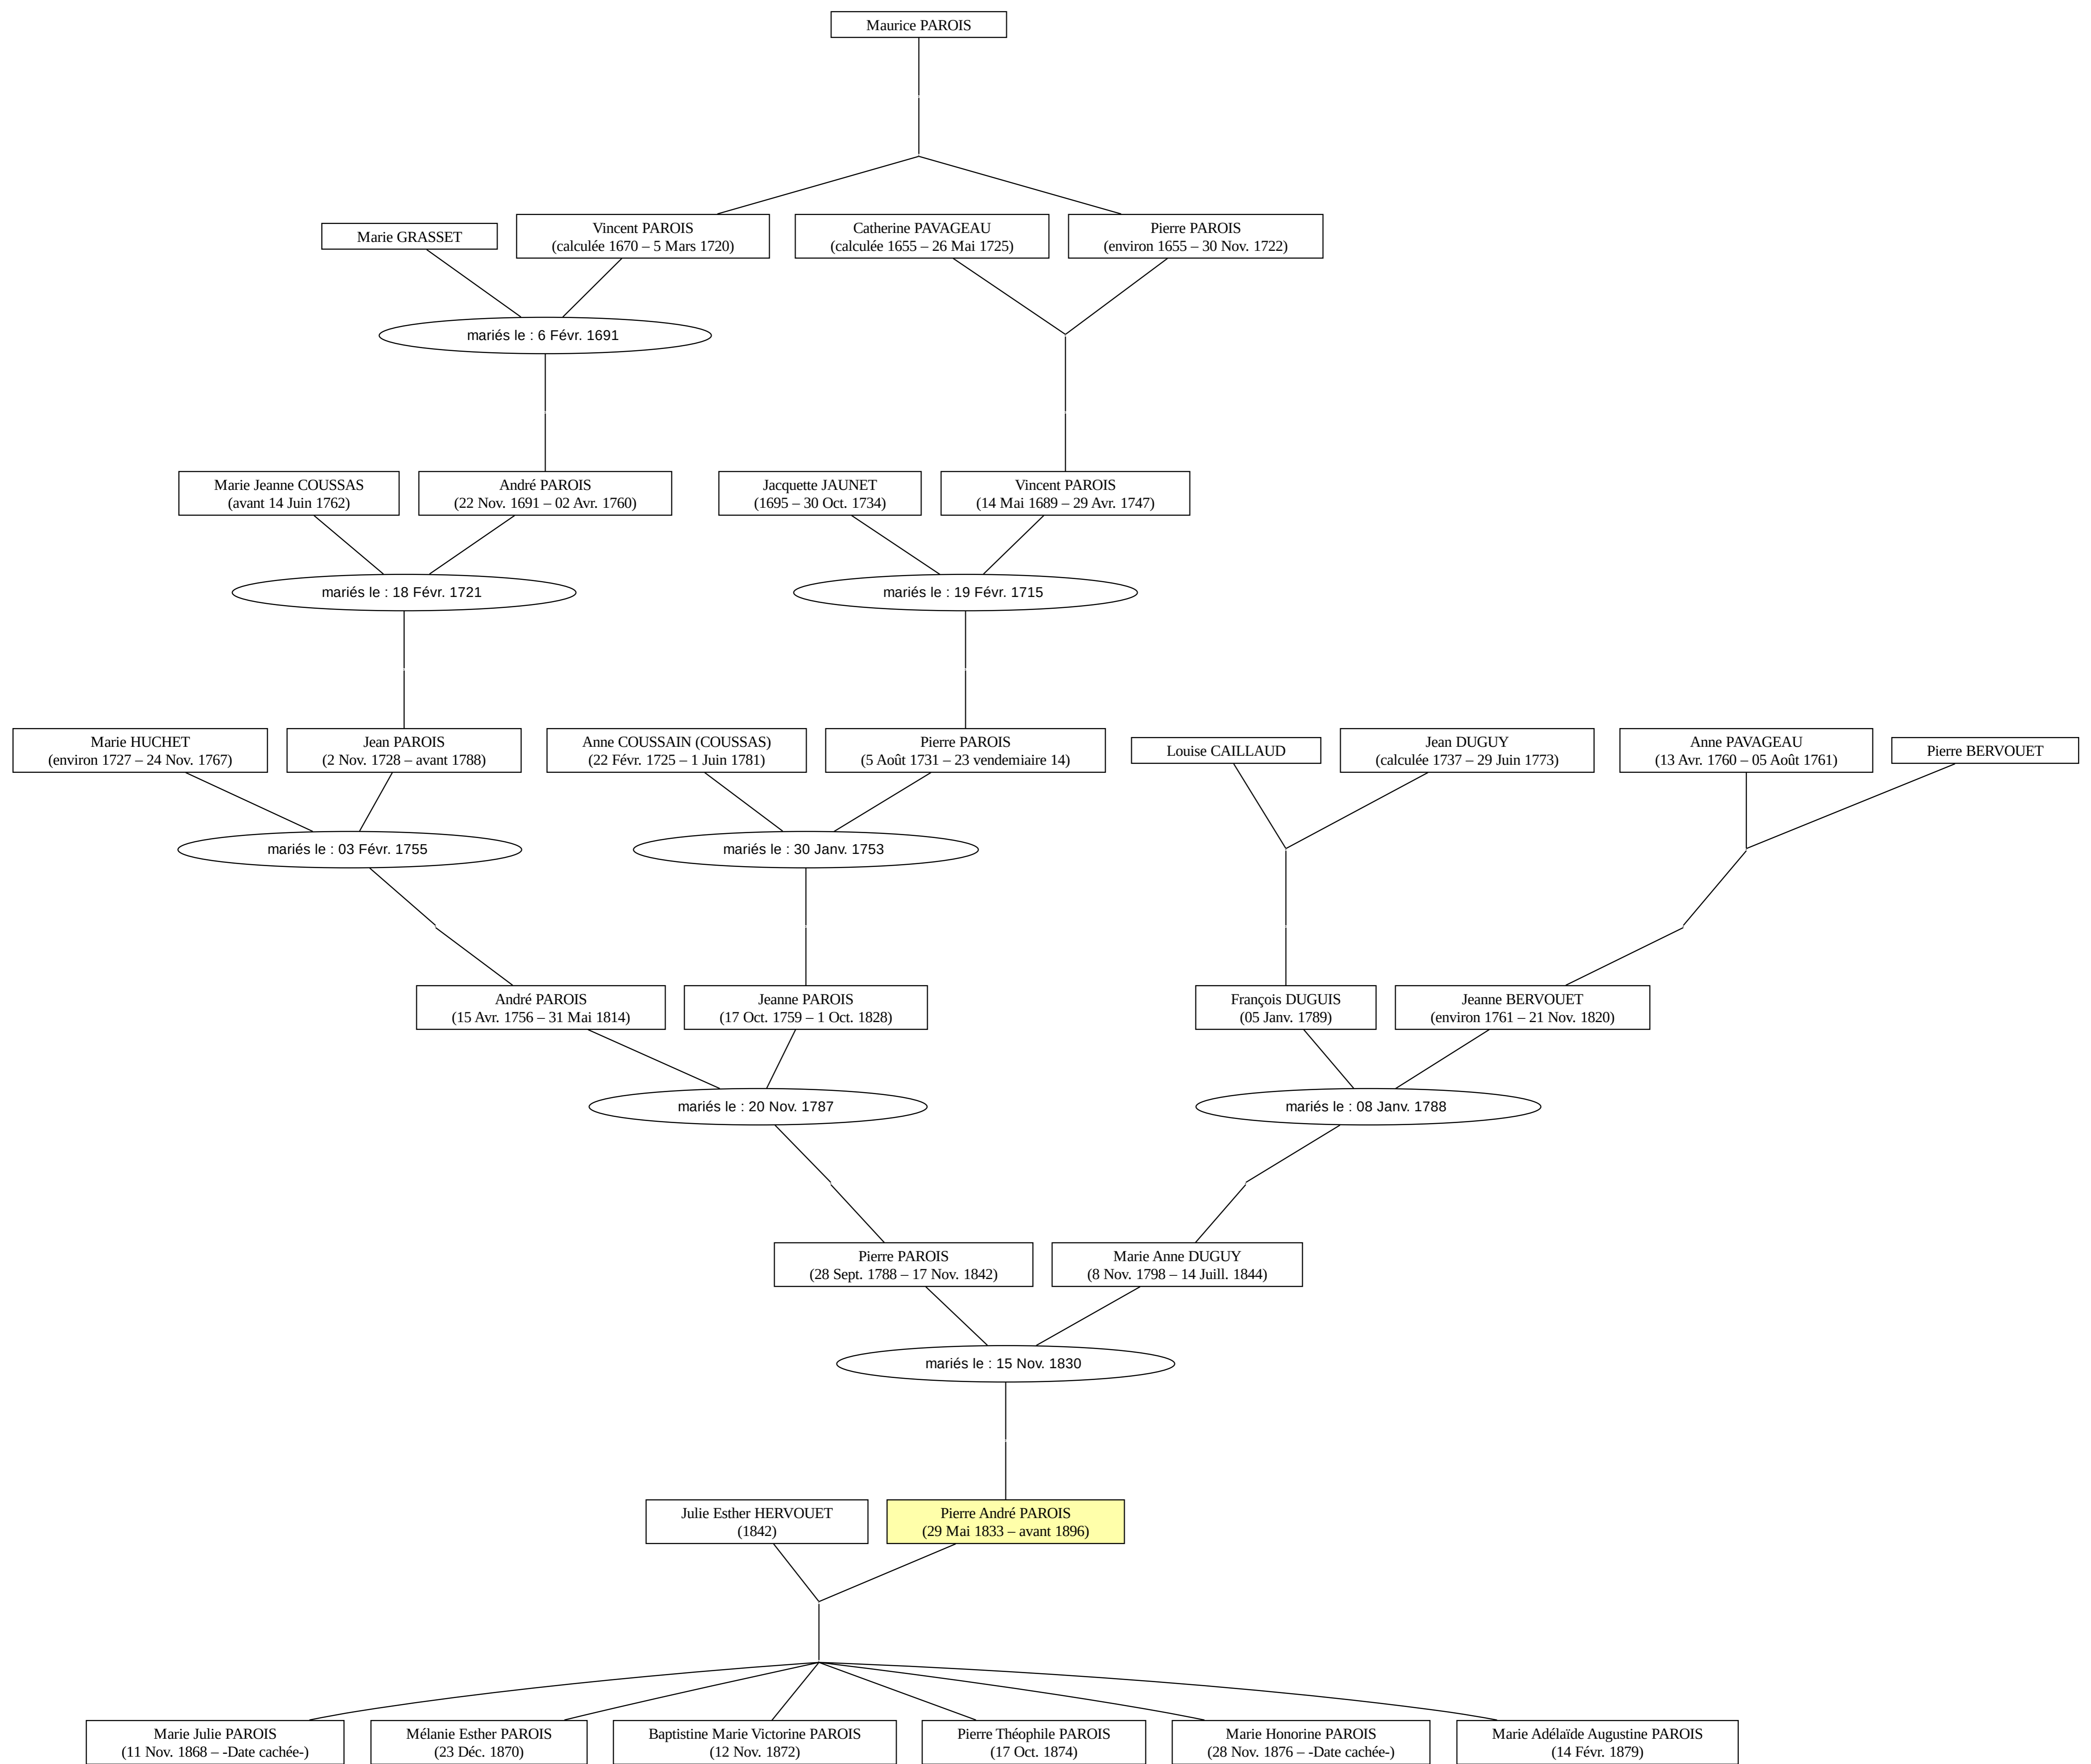 Maurice PAROIS
Marie GRASSET
Vincent PAROIS
(calculée 1670 – 5 Mars 1720)
Catherine PAVAGEAU
(calculée 1655 – 26 Mai 1725)
Pierre PAROIS
(environ 1655 – 30 Nov. 1722)
mariés le : 6 Févr. 1691
Marie Jeanne COUSSAS
(avant 14 Juin 1762)
André PAROIS
(22 Nov. 1691 – 02 Avr. 1760)
Jacquette JAUNET
(1695 – 30 Oct. 1734)
Vincent PAROIS
(14 Mai 1689 – 29 Avr. 1747)
mariés le : 18 Févr. 1721
mariés le : 19 Févr. 1715
Marie HUCHET
(environ 1727 – 24 Nov. 1767)
Jean PAROIS
(2 Nov. 1728 – avant 1788)
Anne COUSSAIN (COUSSAS)
(22 Févr. 1725 – 1 Juin 1781)
Pierre PAROIS
(5 Août 1731 – 23 vendemiaire 14)
Louise CAILLAUD
Jean DUGUY
(calculée 1737 – 29 Juin 1773)
Anne PAVAGEAU
(13 Avr. 1760 – 05 Août 1761)
Pierre BERVOUET
mariés le : 03 Févr. 1755
mariés le : 30 Janv. 1753
André PAROIS
(15 Avr. 1756 – 31 Mai 1814)
Jeanne PAROIS
(17 Oct. 1759 – 1 Oct. 1828)
François DUGUIS
(05 Janv. 1789)
Jeanne BERVOUET
(environ 1761 – 21 Nov. 1820)
mariés le : 20 Nov. 1787
mariés le : 08 Janv. 1788
Pierre PAROIS
(28 Sept. 1788 – 17 Nov. 1842)
Marie Anne DUGUY
(8 Nov. 1798 – 14 Juill. 1844)
mariés le : 15 Nov. 1830
Julie Esther HERVOUET
(1842)
Pierre André PAROIS
(29 Mai 1833 – avant 1896)
Marie Julie PAROIS
(11 Nov. 1868 – -Date cachée-)
Mélanie Esther PAROIS
(23 Déc. 1870)
Baptistine Marie Victorine PAROIS
(12 Nov. 1872)
Pierre Théophile PAROIS
(17 Oct. 1874)
Marie Honorine PAROIS
(28 Nov. 1876 – -Date cachée-)
Marie Adélaïde Augustine PAROIS
(14 Févr. 1879)